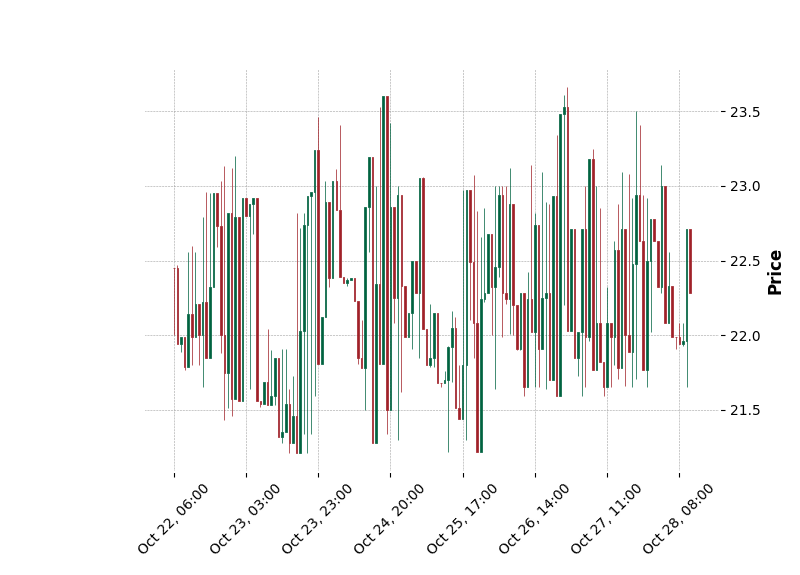 23.5
23.0
22.5
22.0
21.5
Price
Oct 22, 06:00
Oct 23, 03:00
Oct 23, 23:00
Oct 24, 20:00
Oct 25, 17:00
Oct 26, 14:00
Oct 27, 11:00
Oct 28, 08:00